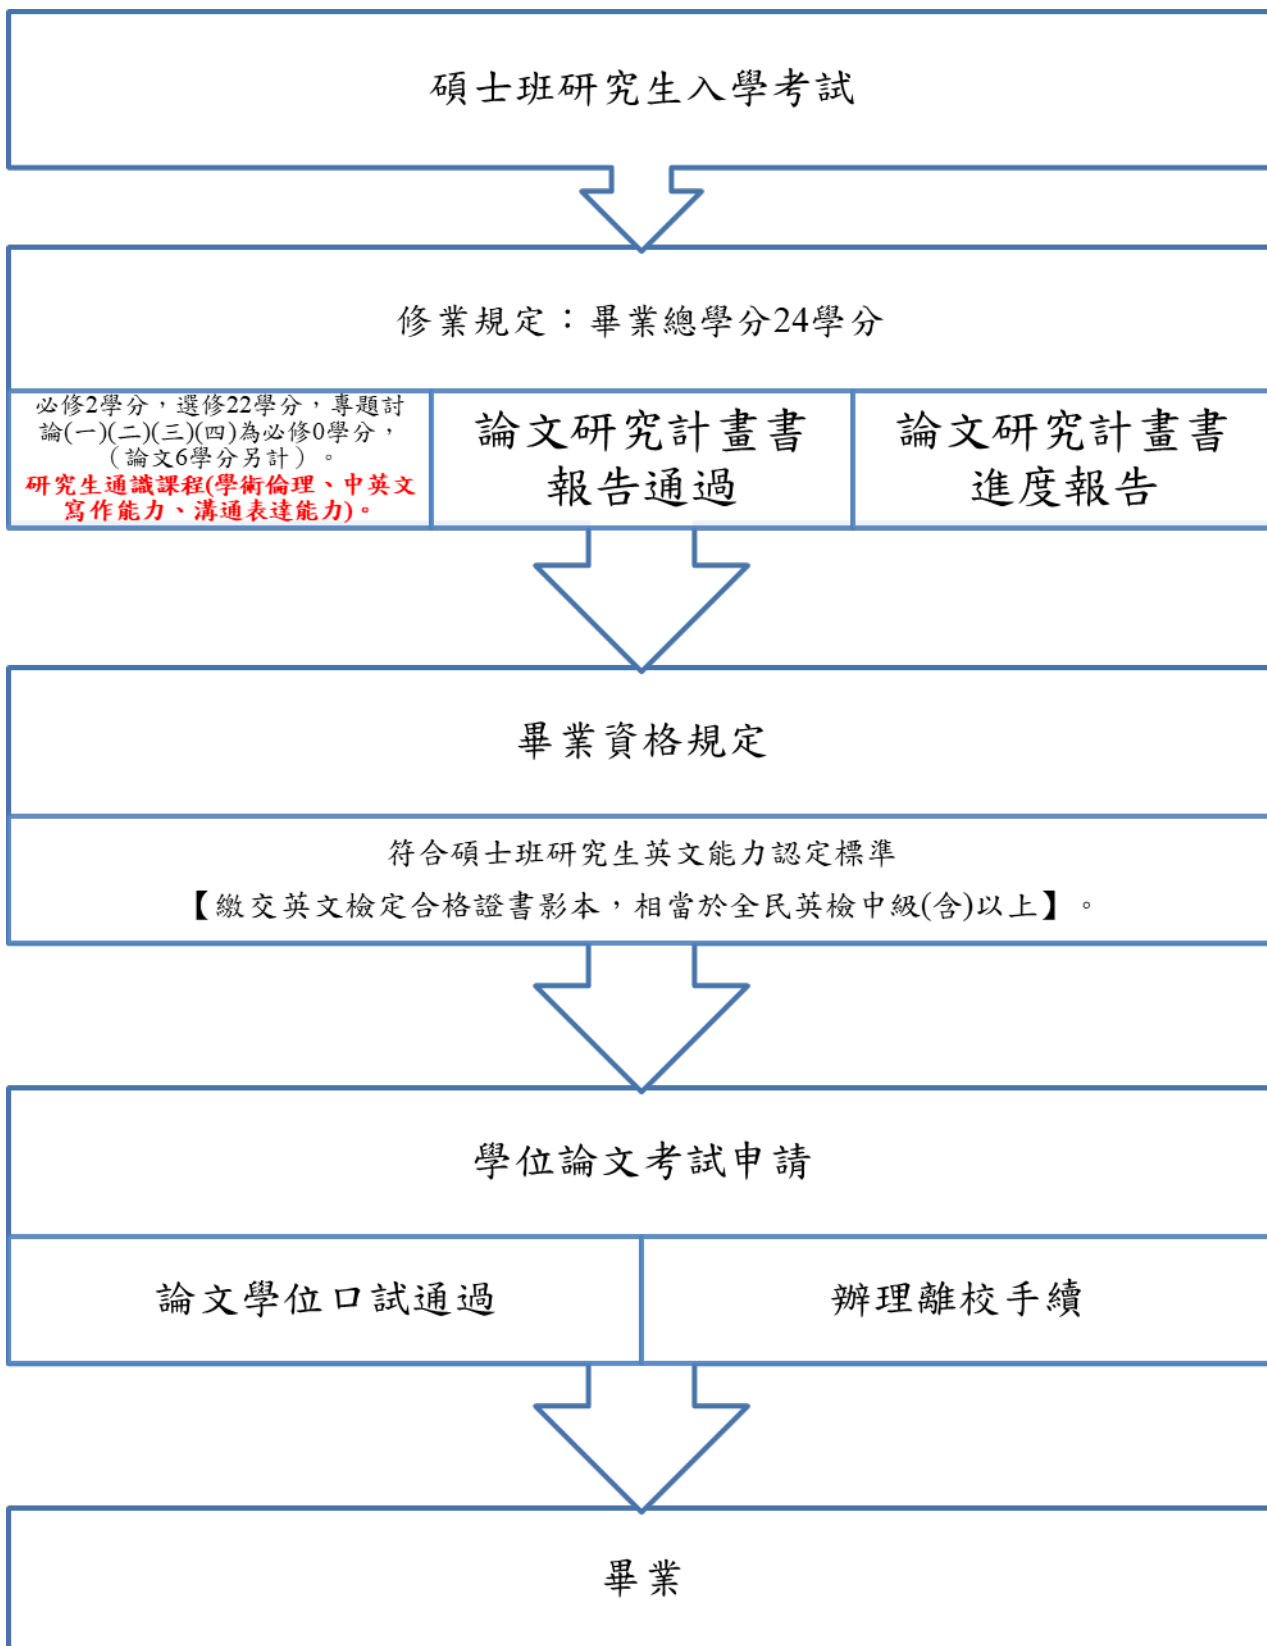 碩士班研究生入學考試
修業規定：畢業總學分24學分
必修2學分，選修22學分，專題討
論(一)(二)(三)(四)為必修0學分，
（論文6學分另計）。
研究生通識課程(學術倫理、中英文
寫作能力、溝通表達能力)。
論文研究計畫書
報告通過
論文研究計畫書
進度報告
畢業資格規定
符合碩士班研究生英文能力認定標準
【繳交英文檢定合格證書影本，相當於全民英檢中級(含)以上】。
學位論文考試申請
論文學位口試通過
辦理離校手續
畢業